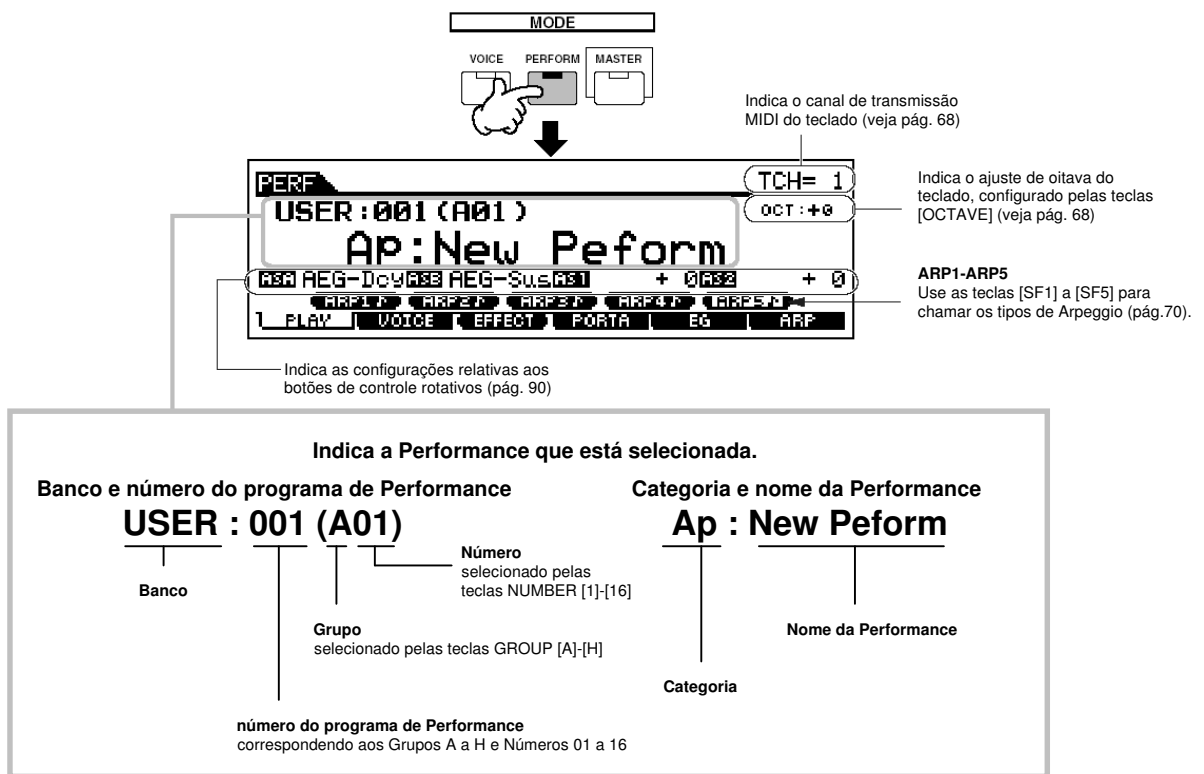 MODE
VOICE PERFORM MASTER
Indica o canal de transmissão
MIDI do teclado (veja pág. 68)
PERF
TCH= 1
USER:001(A01)
OCT:+0
Ap:New Peform
Indica o ajuste de oitava do
teclado, configurado pelas teclas
[OCTAVE] (veja pág. 68)
ASA AEG-Dcy ASB AEG-Sus AS1 + 0 AS2 + 0
ARP1♪ ARP2♪ ARP3♪ ARP4♪ ARP5♪
PLAY VOICE EFFECT PORTA EG ARP
ARP1-ARP5
Use as teclas [SF1] a [SF5] para
chamar os tipos de Arpeggio (pág.70).
Indica as configurações relativas aos
botões de controle rotativos (pág. 90)
Indica a Performance que está selecionada.
Banco e número do programa de Performance
USER : 001 (A01)
Banco
Número
selecionado pelas
teclas NUMBER [1]-[16]
Grupo
selecionado pelas teclas GROUP [A]-[H]
número do programa de Performance
correspondendo aos Grupos A a H e Números 01 a 16
Categoria e nome da Performance
Ap : New Peform
Nome da Performance
Categoria